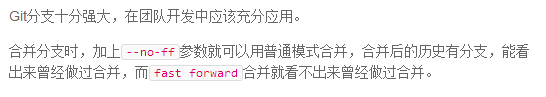 Git分支十分强大，在团队开发中应该充分应用。
合并分支时，加上--no-ff参数就可以用普通模式合并，合并后的历史有分支，能看
出来曾经做过合并，而fast forward合并就看不出来曾经做过合并。